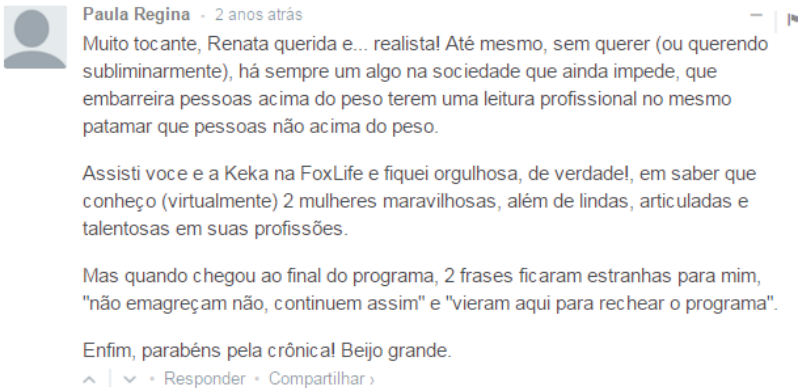 Paula Regina · 2 anos atrás
Muito tocante, Renata querida e... realista! Até mesmo, sem querer (ou querendo
subliminarmente), há sempre um algo na sociedade que ainda impede, que
embarreira pessoas acima do peso terem uma leitura profissional no mesmo
patamar que pessoas não acima do peso.
Assisti voce e a Keka na FoxLife e fiquei orgulhosa, de verdade!, em saber que
conheço (virtualmente) 2 mulheres maravilhosas, além de lindas, articuladas e
talentosas em suas profissões.
Mas quando chegou ao final do programa, 2 frases ficaram estranhas para mim,
"não emagreçam não, continuem assim" e "vieram aqui para rechear o programa".
Enfim, parabéns pela crônica! Beijo grande.
• Responder • Compartilhar ›